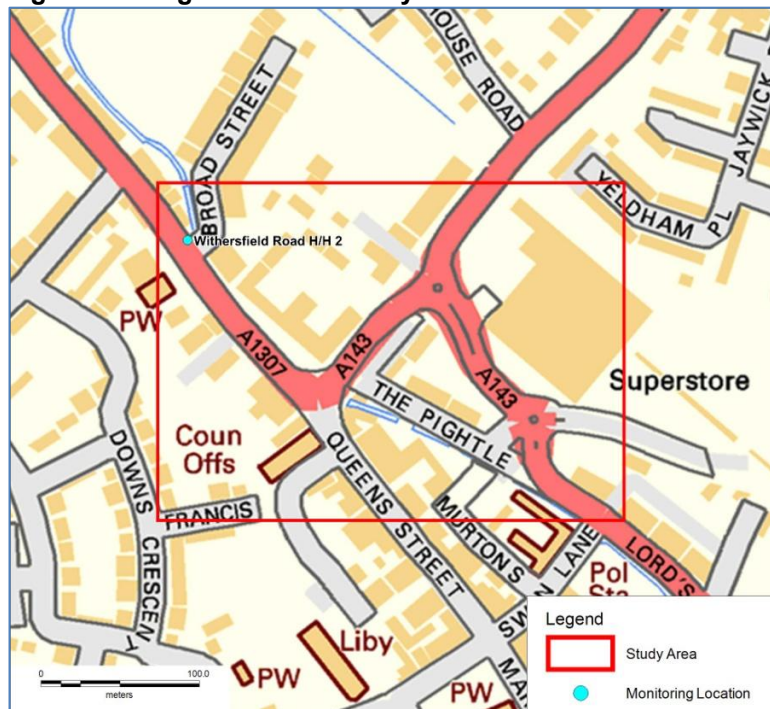 HOUSE ROAD
JAYWICK
BROAD STREET
YELDHAM PL
Withersfield Road H/H 2
PW
A1307
A143
A143
Superstore
THE PIGHTLE
Coun
Offs
QUEENS STREET
DOWNS CRESCENT
FRANCIS
MURTONS
LANE
LORD'S
Pol
Liby
PW
PW
Legend
Study Area
Monitoring Location
0
100.0
meters